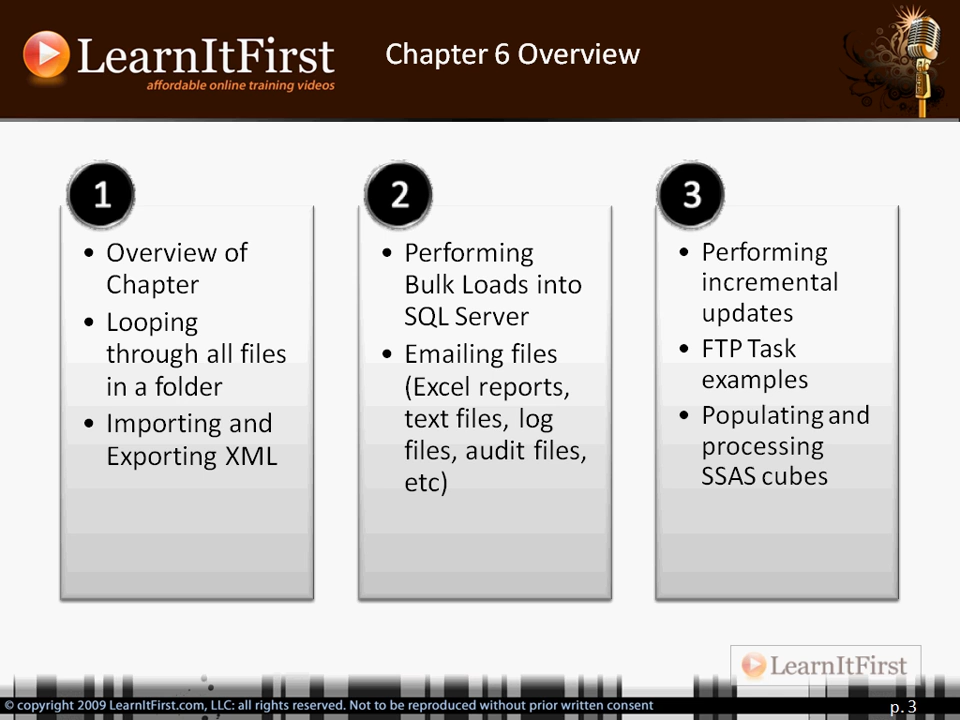 LearnItFirst
affordable online training videos
Chapter 6 Overview
1
• Overview of
Chapter
• Looping
through all files
in a folder
• Importing and
Exporting XML
2
• Performing
Bulk Loads into
SQL Server
• Emailing files
(Excel reports,
text files, log
files, audit files,
etc)
3
• Performing
incremental
updates
• FTP Task
examples
• Populating and
processing
SSAS cubes
LearnItFirst
© copyright 2009 LearnItFirst.com, LLC: all rights reserved. Not to be reproduced without prior written consent
p. 3